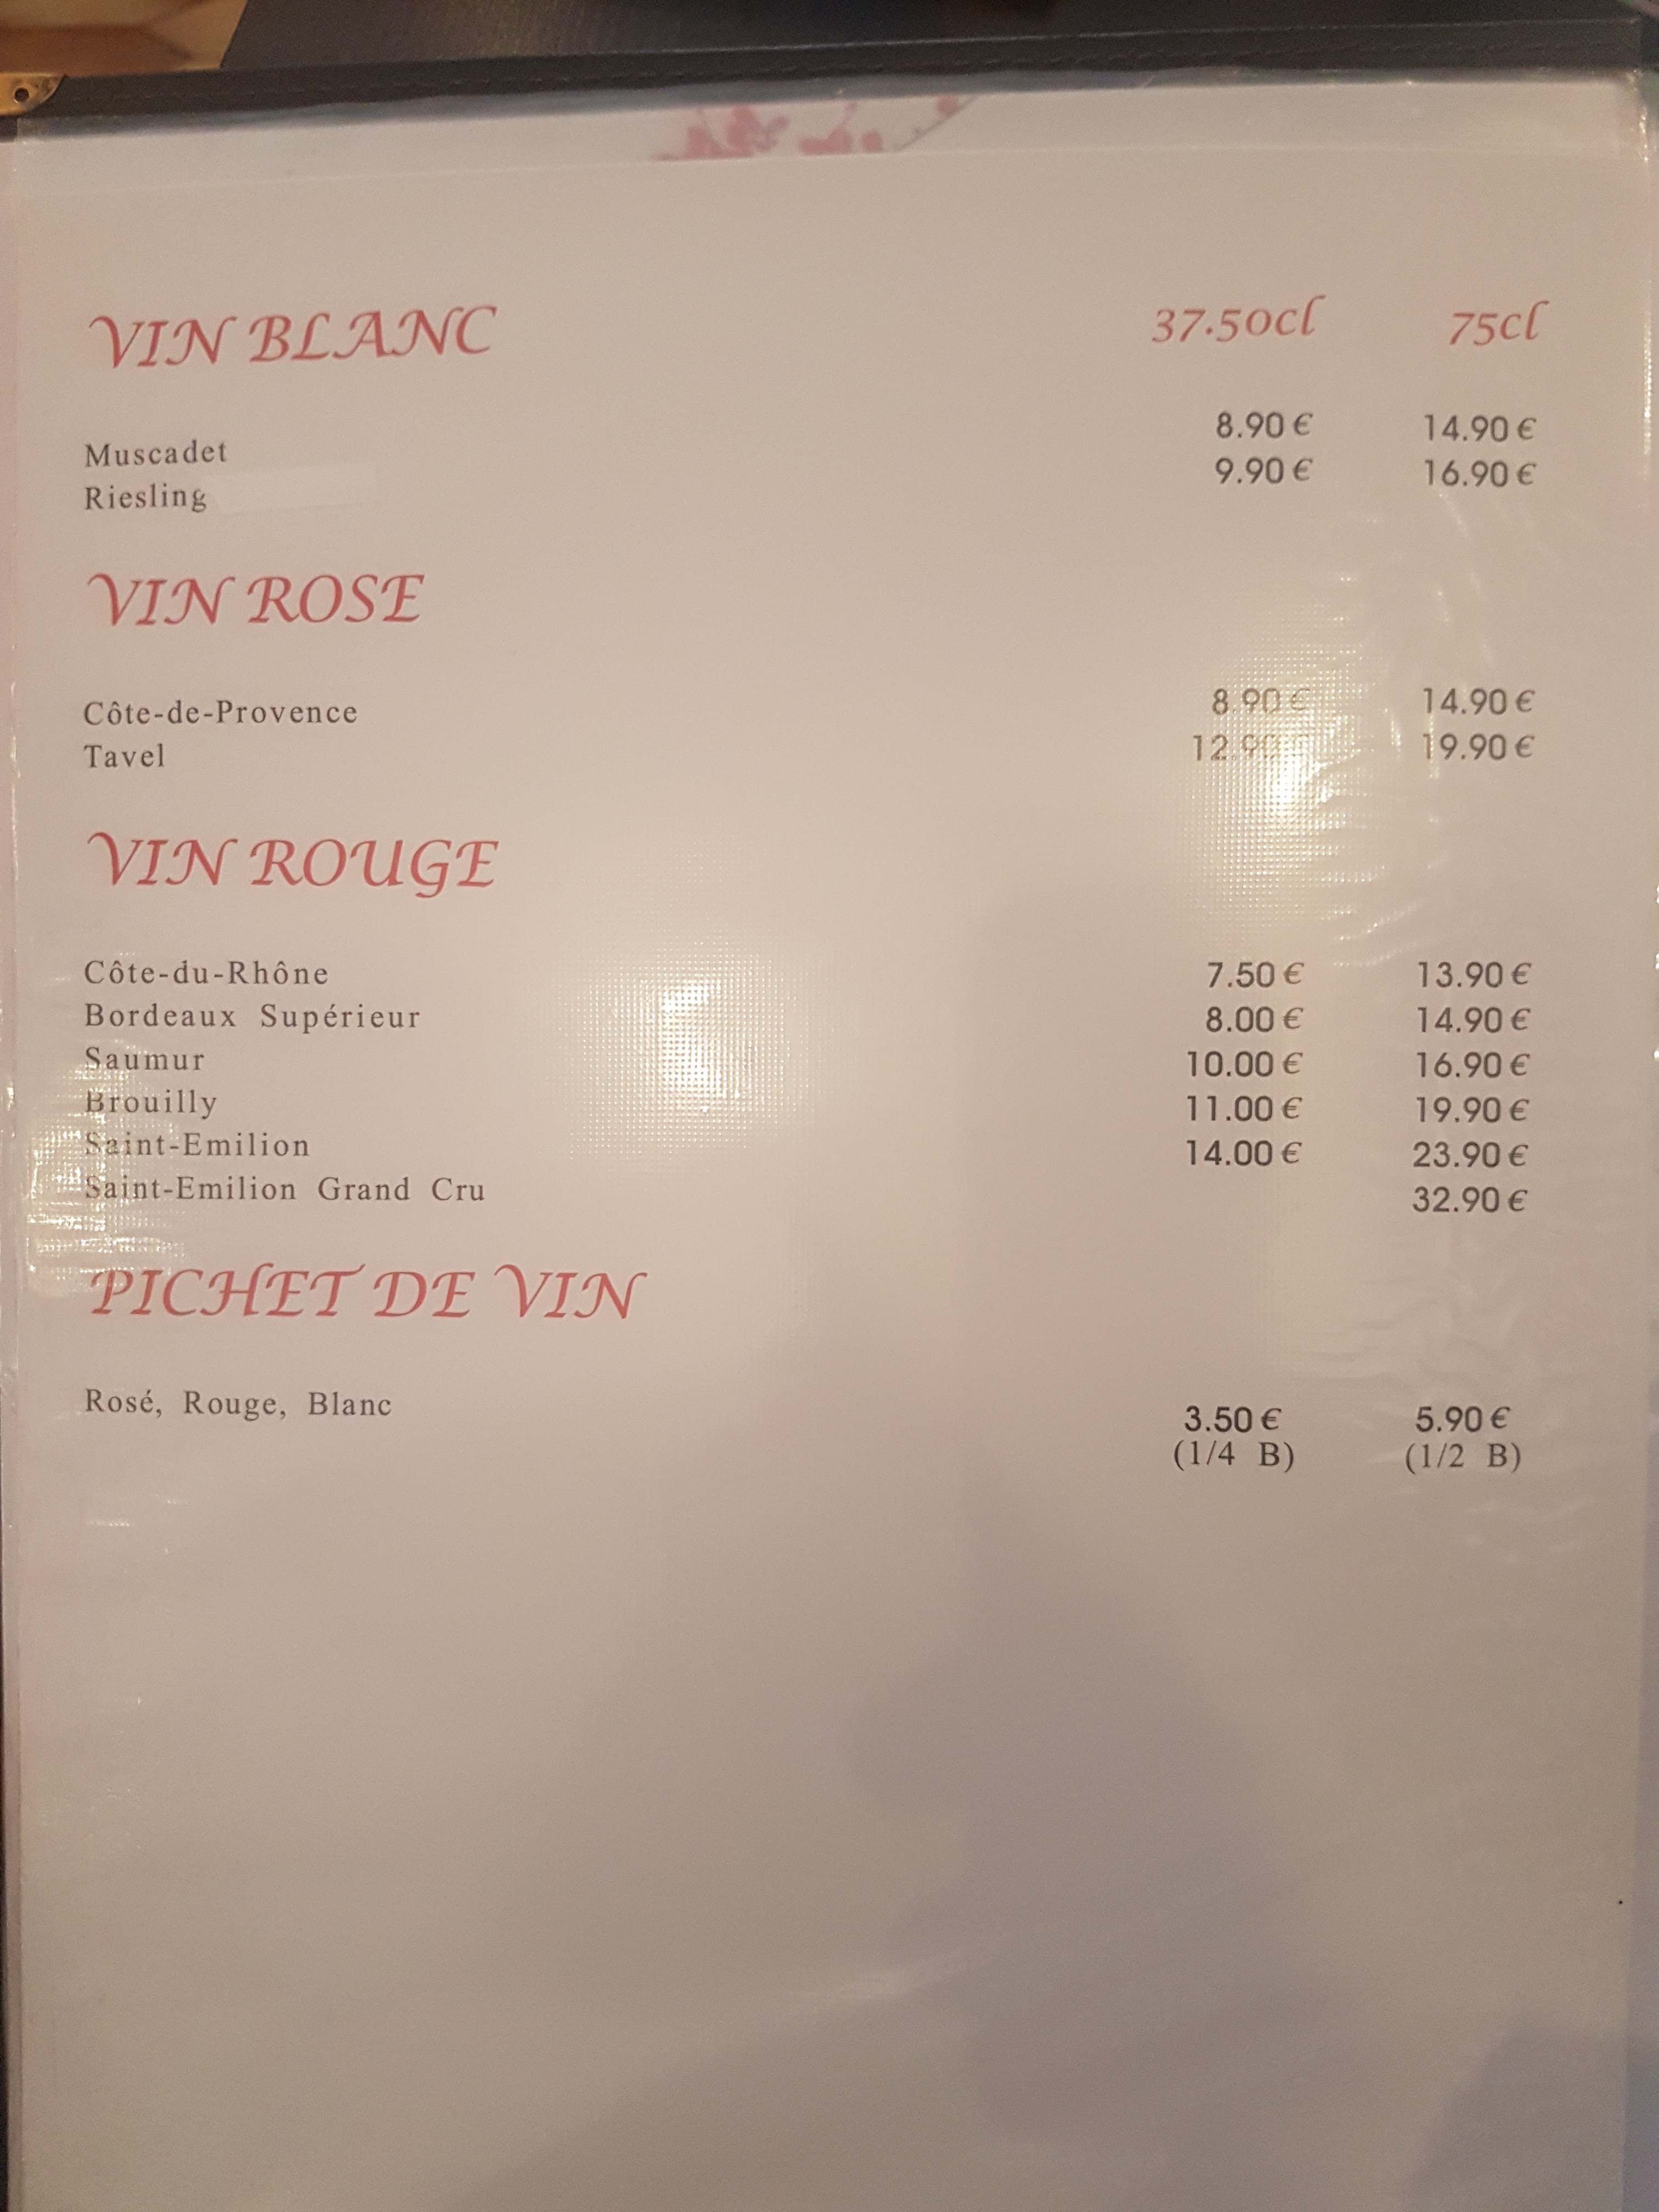 VIN BLANC 37.50cl 75cl
Muscadet 8.90 € 14.90 €
Riesling 9.90 € 16.90 €
VIN ROSE
Côte-de-Provence 8.90 € 14.90 €
Tavel 12.90 19.90 €
VIN ROUGE
Côte-du-Rhône 7.50 € 13.90 €
Bordeaux Supérieur 8.00 € 14.90 €
Saumur 10.00 € 16.90 €
Brouilly 11.00 € 19.90 €
Saint-Emilion 14.00 € 23.90 €
Saint-Emilion Grand Cru 32.90 €
PICHET DE VIN
Rosé, Rouge, Blanc 3.50 € 5.90 €
(1/4 B) (1/2 B)